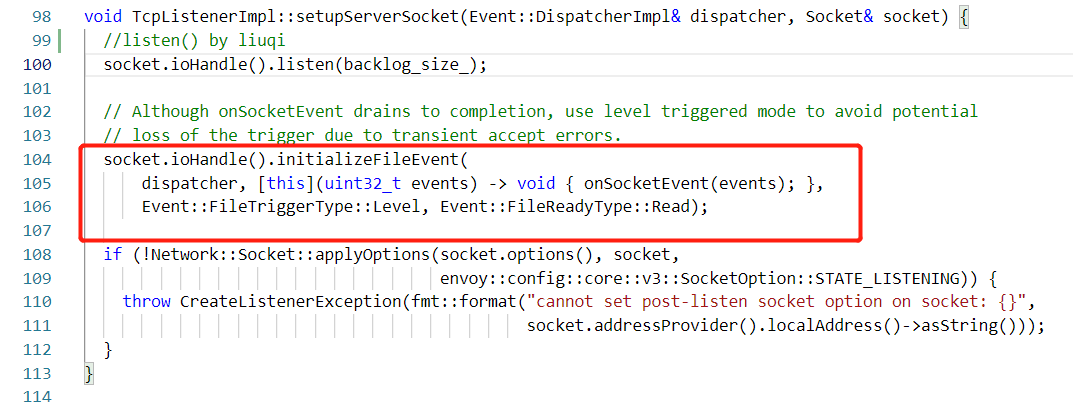 98 void TcpListenerImpl::setupServerSocket(Event::DispatcherImpl& dispatcher, Socket& socket) {
99 //listen() by liuqi
100 socket.ioHandle().listen(backlog_size_);
101
102 // Although onSocketEvent drains to completion, use level triggered mode to avoid potential
103 // loss of the trigger due to transient accept errors.
104 socket.ioHandle().initializeFileEvent(
105 dispatcher, [this](uint32_t events) -> void { onSocketEvent(events); },
106 Event::FileTriggerType::Level, Event::FileReadyType::Read);
107
108 if (!Network::Socket::applyOptions(socket.options(), socket,
109 envoy::config::core::v3::SocketOption::STATE_LISTENING)) {
110 throw CreateListenerException(fmt::format("cannot set post-listen socket option on socket: {}",
111 socket.addressProvider().localAddress()->asString()));
112 }
113 }
114